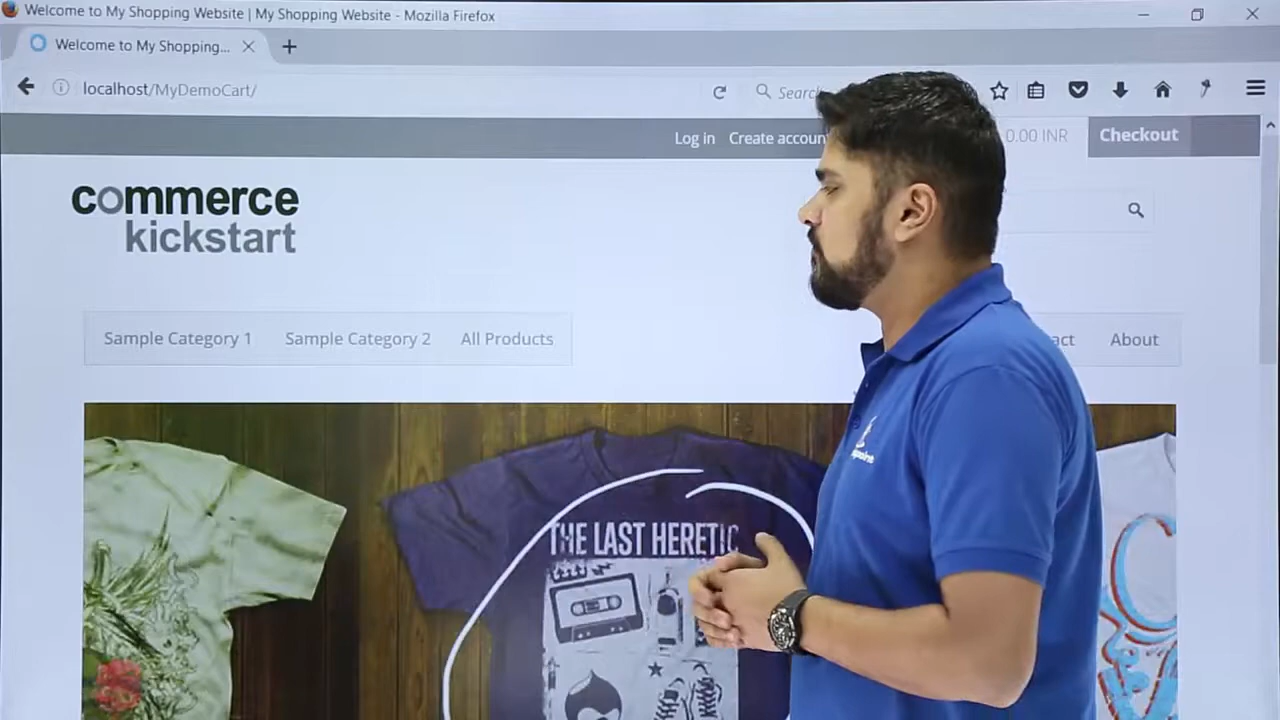 Welcome to My Shopping Website | My Shopping Website - Mozilla Firefox
Welcome to My Shopping...
localhost/MyDemoCart/
Search
Log in Create accoun
0.00 INR
Checkout
commerce
kickstart
Sample Category 1 Sample Category 2 All Products
About
THE LAST HERETIC